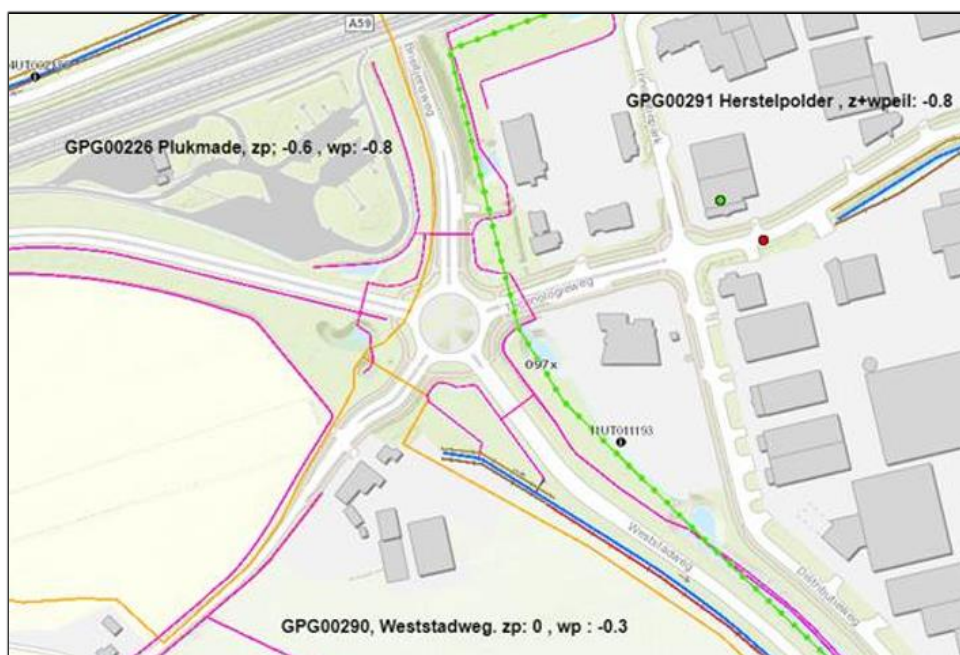 A59
GPG00291 Herstelpolder , z+wpeil: -0.8
GPG00226 Plukmade, zp; -0.6 , wp: -0.8
Technologieweg
097x
11UT011193
Weststadweg
Distributieweg
GPG00290, Weststadweg. zp: 0 , wp : -0.3